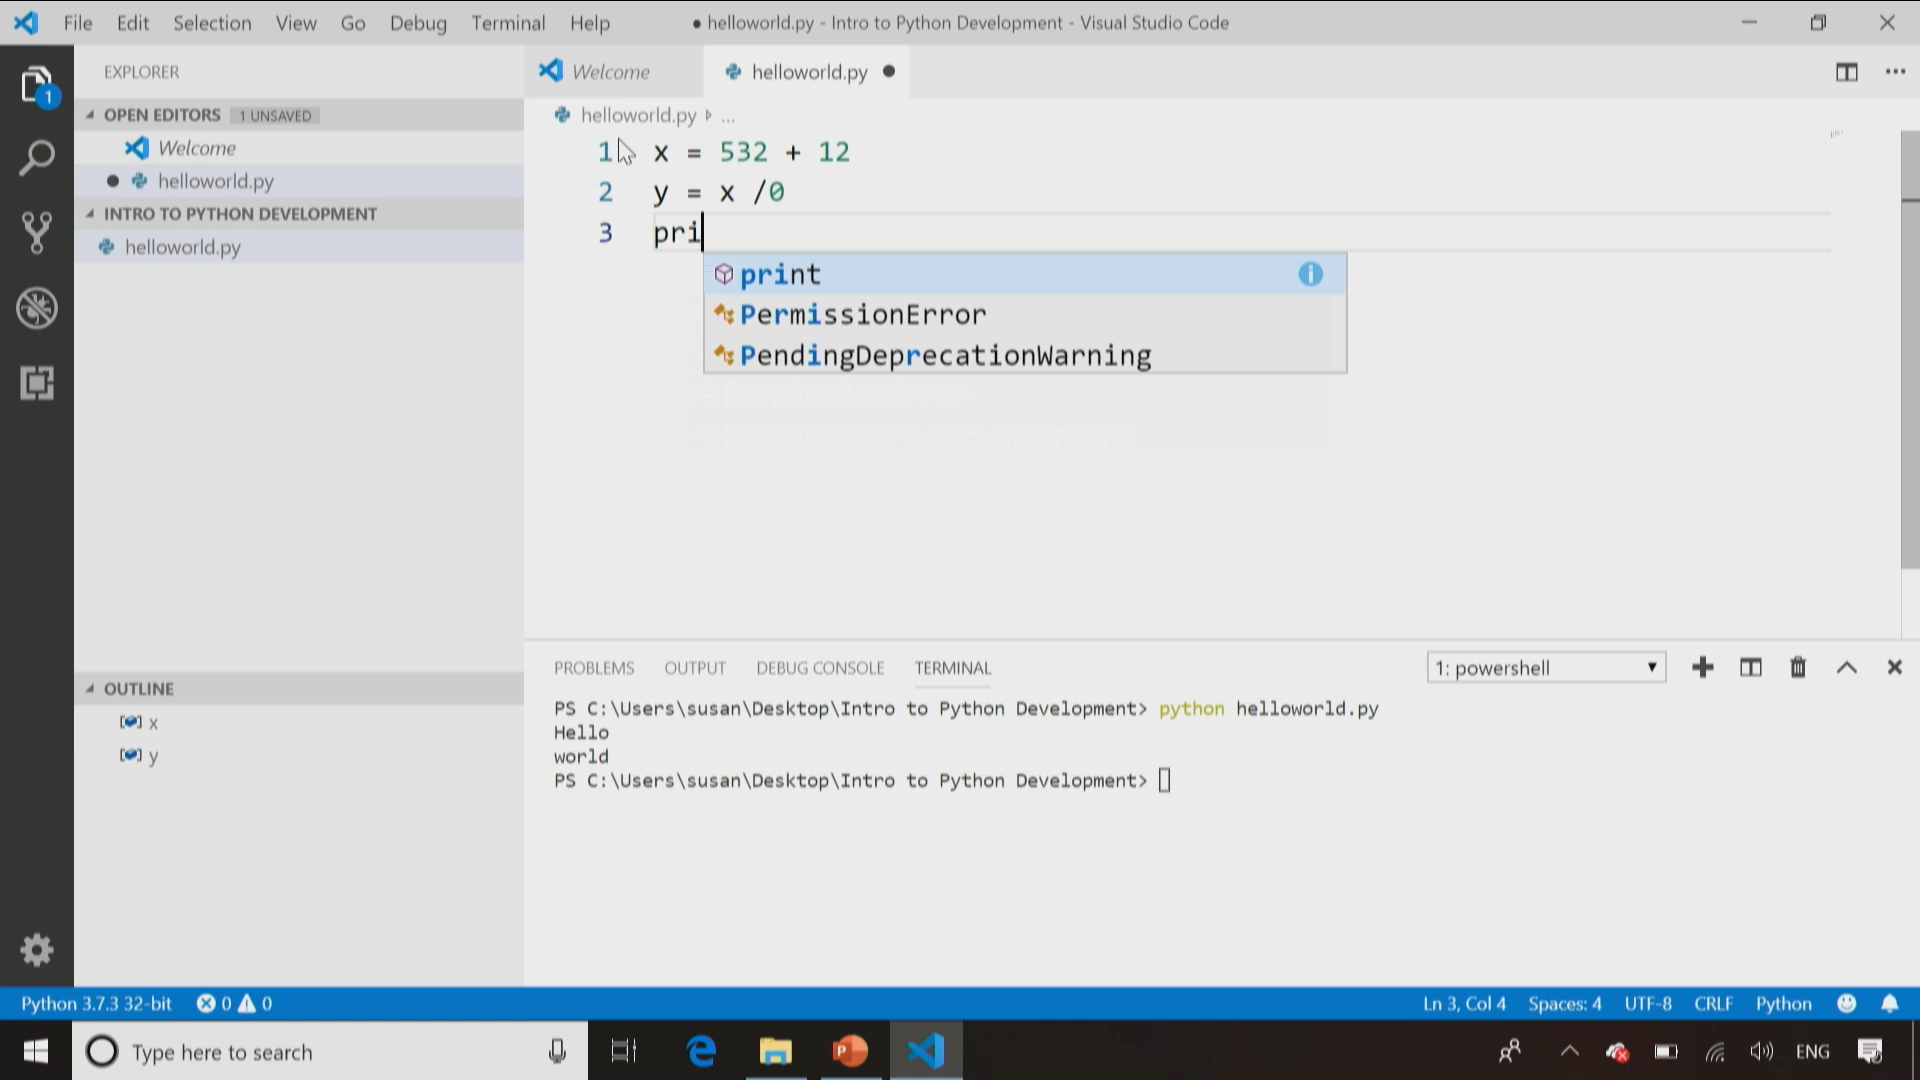 File Edit Selection View Go Debug Terminal Help ● helloworld.py - Intro to Python Development - Visual Studio Code
EXPLORER
OPEN EDITORS 1 UNSAVED
Welcome
helloworld.py
INTRO TO PYTHON DEVELOPMENT
helloworld.py
OUTLINE
x
y
1
Welcome helloworld.py ●
helloworld.py ...
1 x = 532 + 12
2 y = x /0
3 pri
print
PermissionError
PendingDeprecationWarning
PROBLEMS OUTPUT DEBUG CONSOLE TERMINAL 1: powershell
PS C:\Users\susan\Desktop\Intro to Python Development> python helloworld.py
Hello
world
PS C:\Users\susan\Desktop\Intro to Python Development>
Python 3.7.3 32-bit 0 0 Ln 3, Col 4 Spaces: 4 UTF-8 CRLF Python
Type here to search ENG